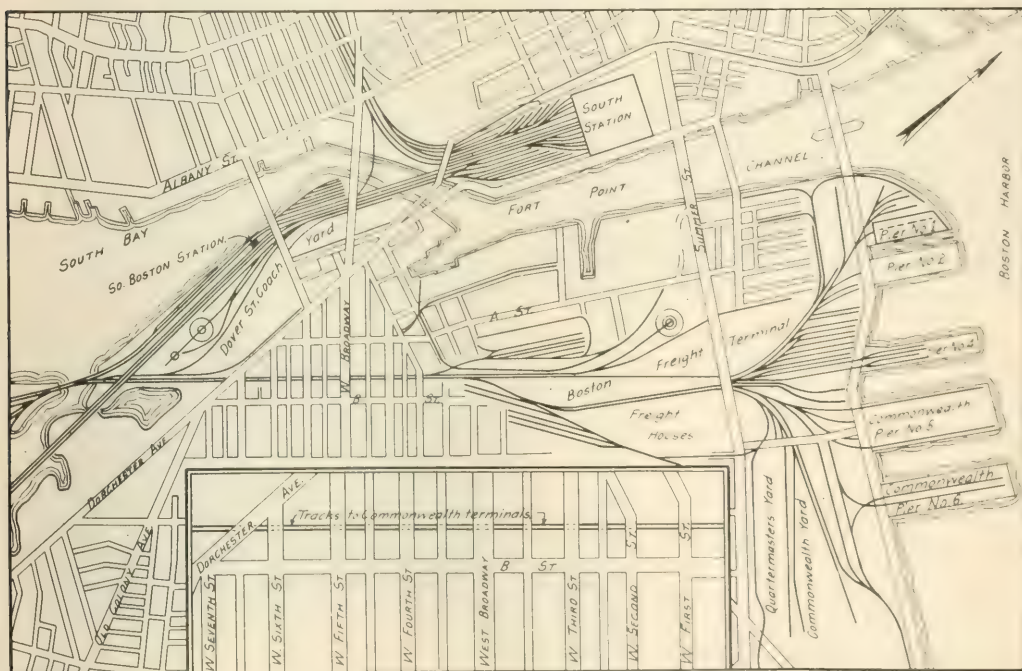 SOUTH
STATION
ALBANY ST.
CHANNEL
POINT
FORT
BOSTON HARBOR
SUMMER ST
SOUTH BAY
SO. BOSTON STATION
Yard
Dover St. Coach
W BROADWAY
A ST.
Pier No. 1
Pier No. 2
Pier No. 4
Freight Terminal
Boston
B ST.
Freight
Houses
Commonwealth
Pier No. 5
Commonwealth
Pier No. 6
DORCHESTER AVE
OLD COLONY AVE
Quartermasters Yard
Commonwealth Yard
DORCHESTER AVE.
Tracks to Commonwealth terminals
B ST
W SEVENTH ST
W SIXTH ST
W FIFTH ST
W FOURTH ST
WEST BROADWAY
W THIRD ST
W SECOND ST.
W FIRST ST